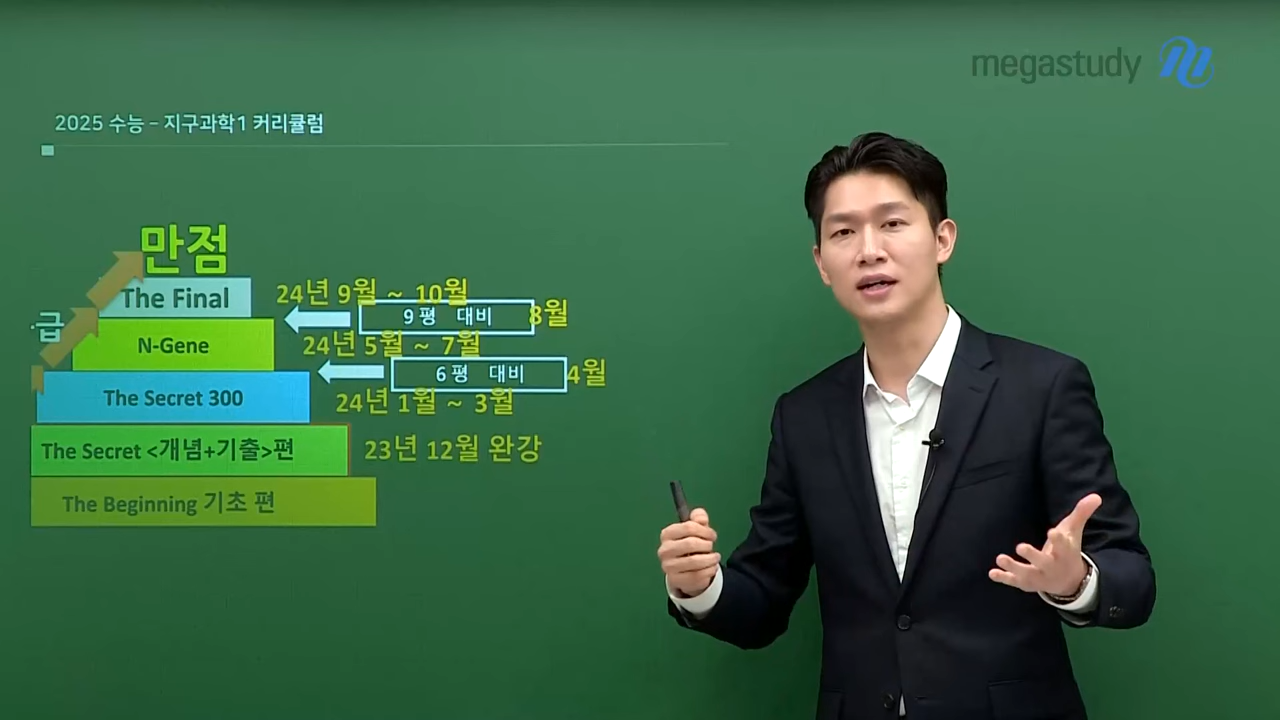 megastudy
2025 수능 - 지구과학1 커리큘럼
만점
The Final
24년 9월 ~ 10월
9평 대비
8월
급
N-Gene
24년 5월 ~ 7월
6평 대비
4월
The Secret 300
24년 1월 ~ 3월
The Secret <개념+기출>편
23년 12월 완강
The Beginning 기초 편